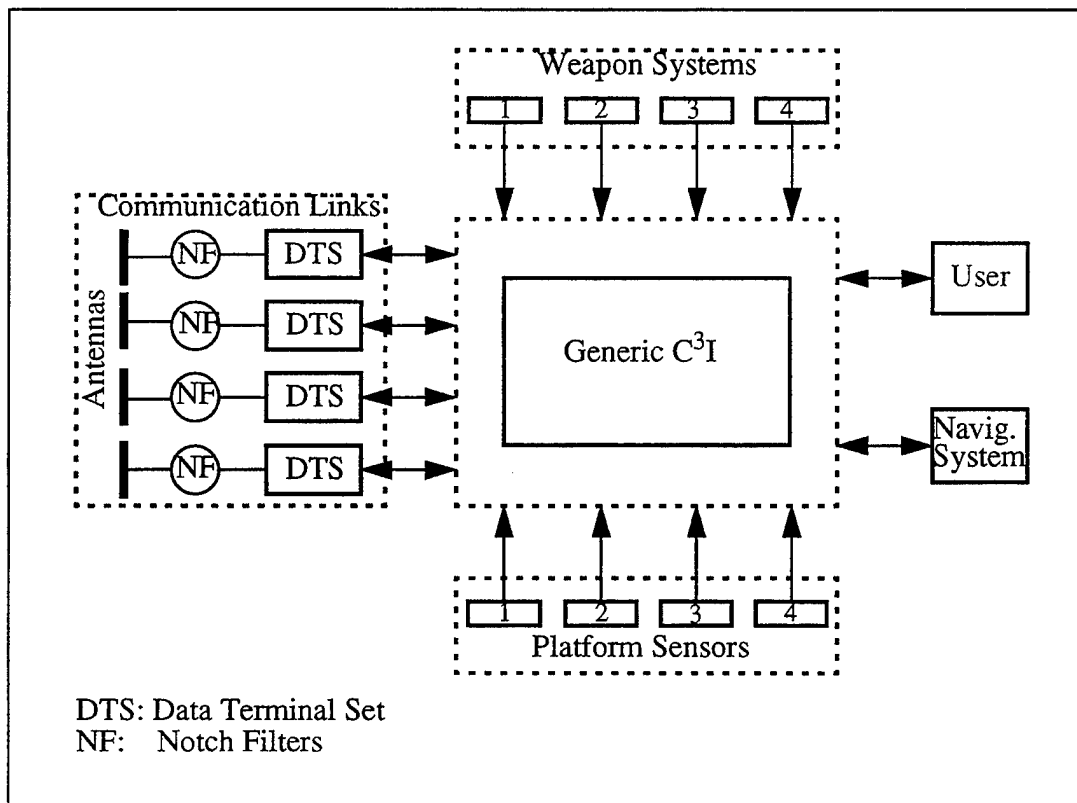 Weapon Systems
1 2 3 4
Communication Links
Antennas
NF DTS
NF DTS
NF DTS
NF DTS
Generic C³I
User
Navig.
System
1 2 3 4
Platform Sensors
DTS: Data Terminal Set
NF: Notch Filters